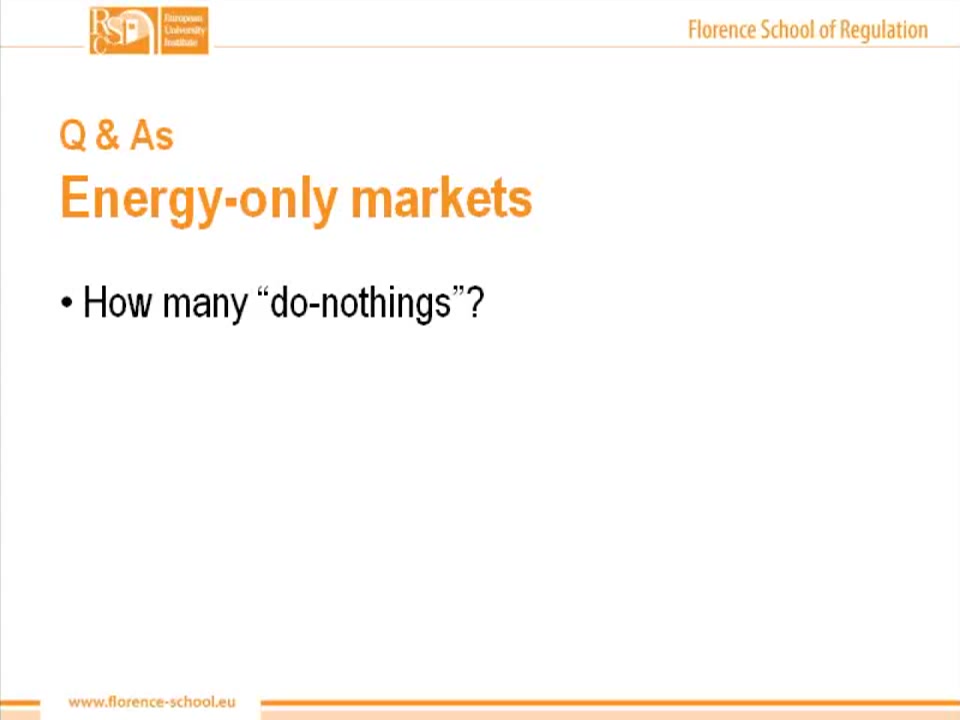 RSC
European
University
Institute
Florence School of Regulation
Q & As
Energy-only markets
• How many “do-nothings”?
www.florence-school.eu